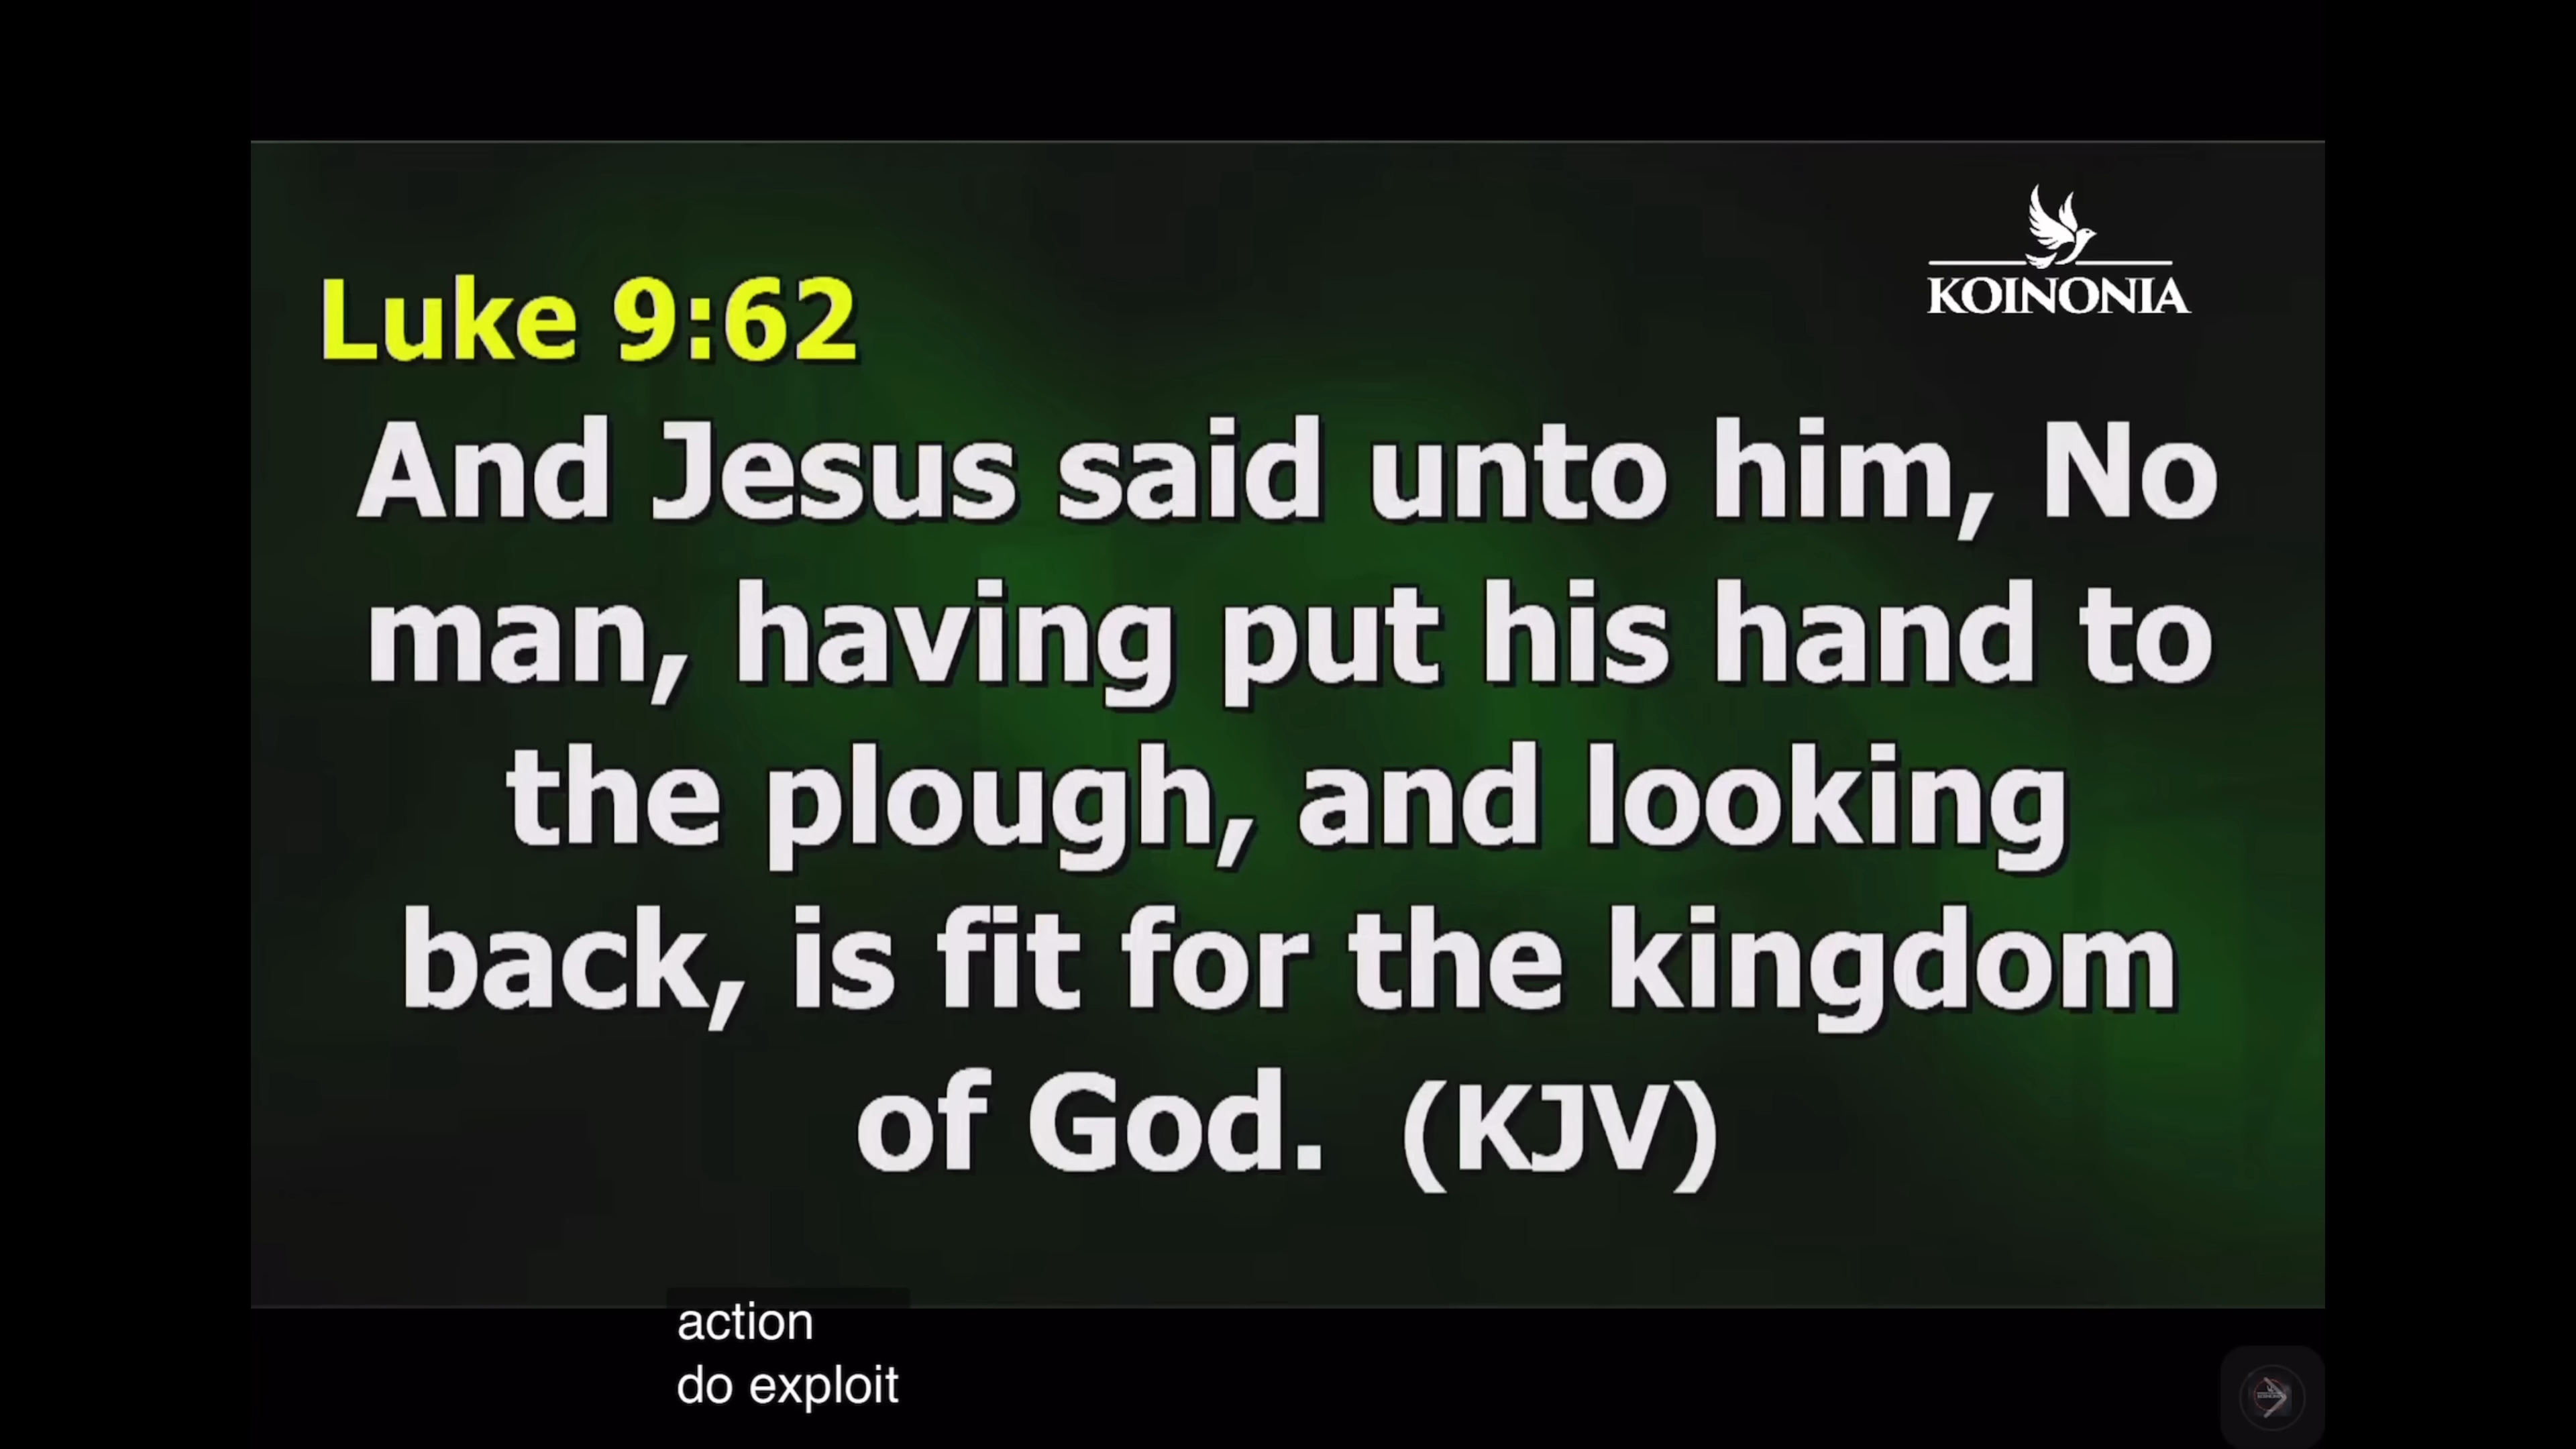 KOINONIA
Luke 9:62
And Jesus said unto him, No
man, having put his hand to
the plough, and looking
back, is fit for the kingdom
of God. (KJV)
action
do exploit